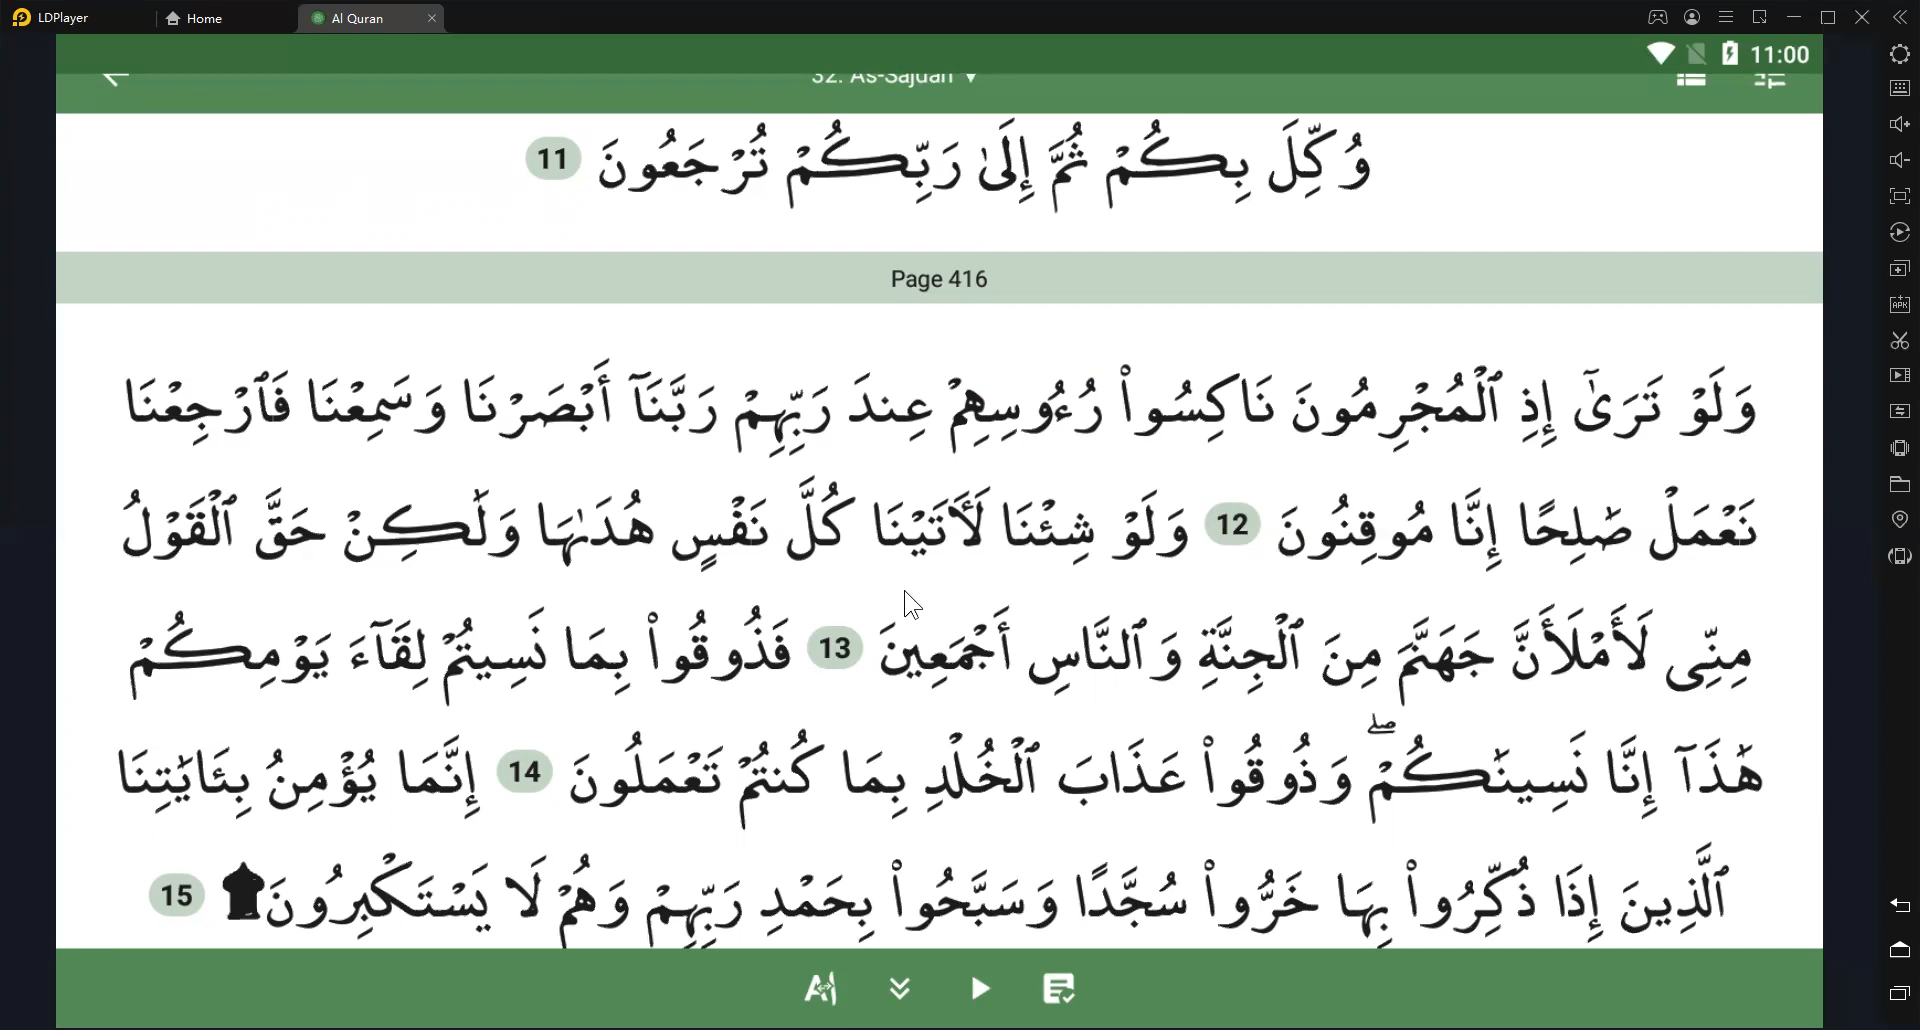 LDPlayer
Home
Al Quran
11:00
32. As-Sajdah ▼
وُكِّلَ بِكُمْ ثُمَّ إِلَىٰ رَبِّكُمْ تُرْجَعُونَ 11
Page 416
وَلَوْ تَرَىٰٓ إِذِ ٱلْمُجْرِمُونَ نَاكِسُوا۟ رُءُوسِهِمْ عِندَ رَبِّهِمْ رَبَّنَآ أَبْصَرْنَا وَسَمِعْنَا فَٱرْجِعْنَا
نَعْمَلْ صَٰلِحًا إِنَّا مُوقِنُونَ 12 وَلَوْ شِئْنَا لَءَاتَيْنَا كُلَّ نَفْسٍ هُدَىٰهَا وَلَٰكِنْ حَقَّ ٱلْقَوْلُ
مِنِّى لَأَمْلَأَنَّ جَهَنَّمَ مِنَ ٱلْجِنَّةِ وَٱلنَّاسِ أَجْمَعِينَ 13 فَذُوقُوا۟ بِمَا نَسِيتُمْ لِقَآءَ يَوْمِكُمْ
هَٰذَآ إِنَّا نَسِينَٰكُمْ ۖ وَذُوقُوا۟ عَذَابَ ٱلْخُلْدِ بِمَا كُنتُمْ تَعْمَلُونَ 14 إِنَّمَا يُؤْمِنُ بِـَٔايَٰتِنَا
ٱلَّذِينَ إِذَا ذُكِّرُوا۟ بِهَا خَرُّوا۟ سُجَّدًا وَسَبَّحُوا۟ بِحَمْدِ رَبِّهِمْ وَهُمْ لَا يَسْتَكْبِرُونَ ۩ 15